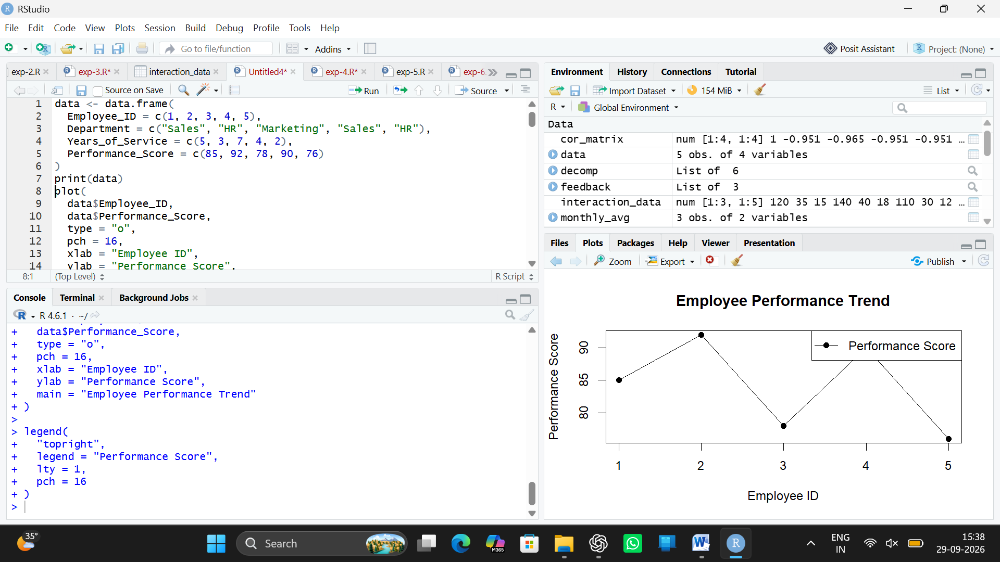 RStudio
File Edit Code View Plots Session Build Debug Profile Tools Help
Go to file/function Addins Posit Assistant Project: (None)
exp-2.R exp-3.R* interaction_data Untitled4* exp-4.R* exp-5.R exp-6.
Source on Save Run Source
1 data <- data.frame(
2 Employee_ID = c(1, 2, 3, 4, 5),
3 Department = c("Sales", "HR", "Marketing", "Sales", "HR"),
4 Years_of_Service = c(5, 3, 7, 4, 2),
5 Performance_Score = c(85, 92, 78, 90, 76)
6 )
7 print(data)
8 plot(
9 data$Employee_ID,
10 data$Performance_Score,
11 type = "o",
12 pch = 16,
13 xlab = "Employee ID",
14 ylab = "Performance Score",
8:1 (Top Level) R Script
Console Terminal Background Jobs
R 4.6.1 · ~/
+ data$Performance_Score,
+ type = "o",
+ pch = 16,
+ xlab = "Employee ID",
+ ylab = "Performance Score",
+ main = "Employee Performance Trend"
+ )
>
> legend(
+ "topright",
+ legend = "Performance Score",
+ lty = 1,
+ pch = 16
+ )
>
Environment History Connections Tutorial
Import Dataset 154 MiB List
R Global Environment
Data
cor_matrix num [1:4, 1:4] 1 -0.951 -0.965 -0.951 -0.951 ...
data 5 obs. of 4 variables
decomp List of 6
feedback List of 3
interaction_data num [1:3, 1:5] 120 35 15 140 40 18 110 30 12 ...
monthly_avg 3 obs. of 2 variables
Files Plots Packages Help Viewer Presentation
Zoom Export Publish
Employee Performance Trend
Performance Score
Performance Score
90
85
80
1 2 3 4 5
Employee ID
35°
Search
M365
R
ENG
IN
15:38
29-09-2026